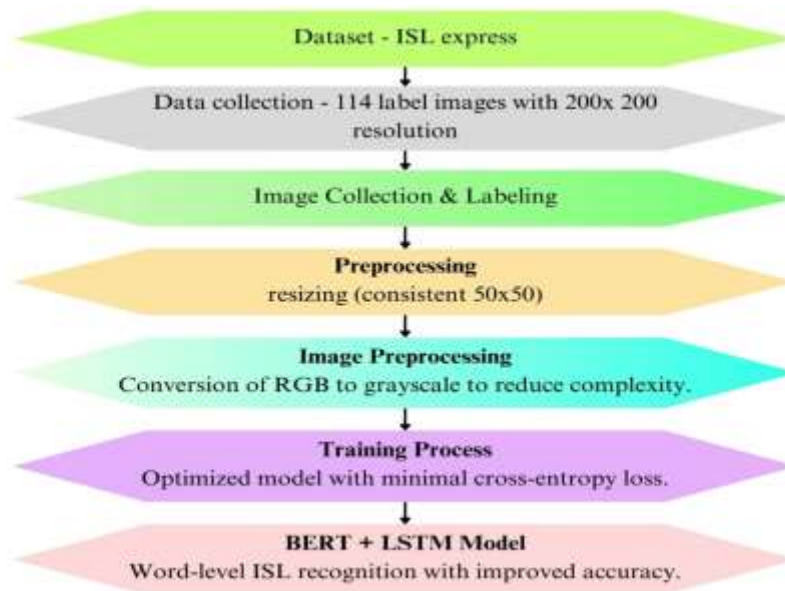 Dataset - ISL express
Data collection - 114 label images with 200x 200
resolution
Image Collection & Labeling
Preprocessing
resizing (consistent 50x50)
Image Preprocessing
Conversion of RGB to grayscale to reduce complexity.
Training Process
Optimized model with minimal cross-entropy loss.
BERT + LSTM Model
Word-level ISL recognition with improved accuracy.